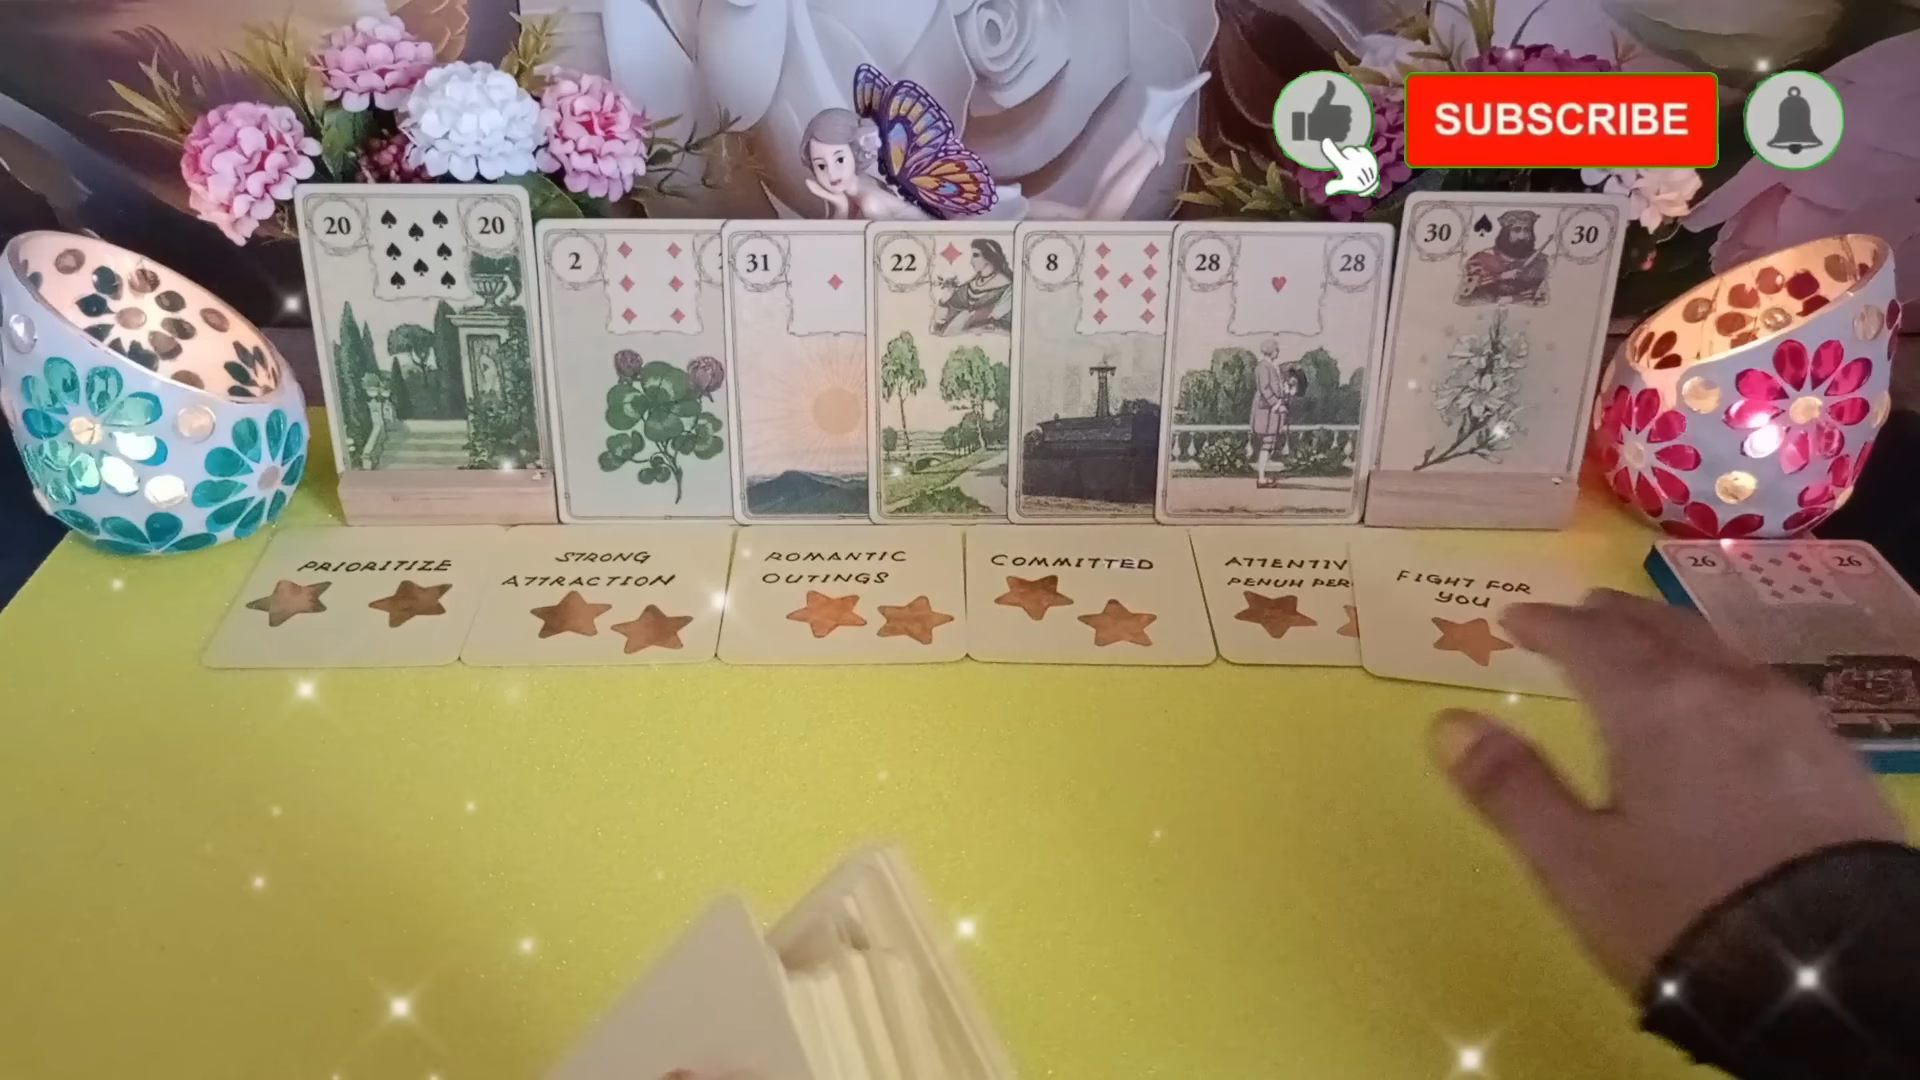 SUBSCRIBE
20 20
2
31
22
8
28 28
30 30
PRIORITIZE
STRONG
ATTRACTION
ROMANTIC
OUTINGS
COMMITTED
ATTENTIV
PENUH PER
FIGHT FOR
YOU
26 26